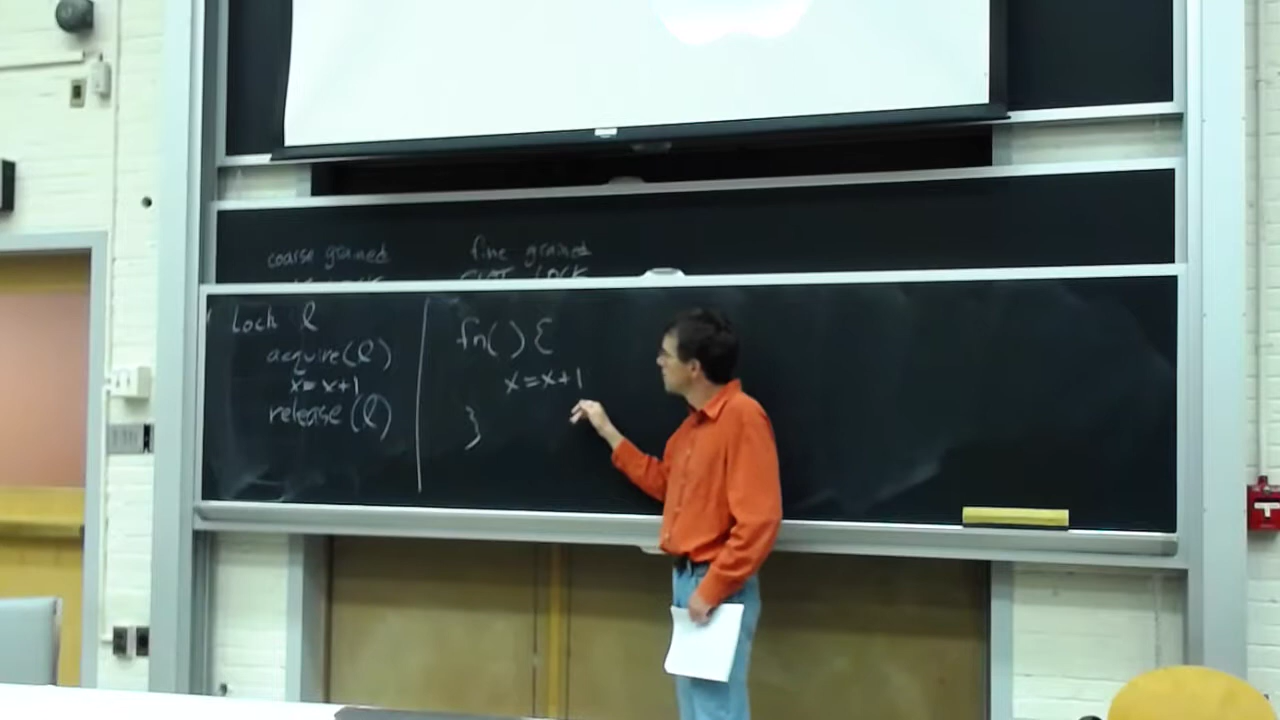 coarse grained
fine grained
Lock l
acquire(l)
x=x+1
release(l)
fn(){
x=x+1
}